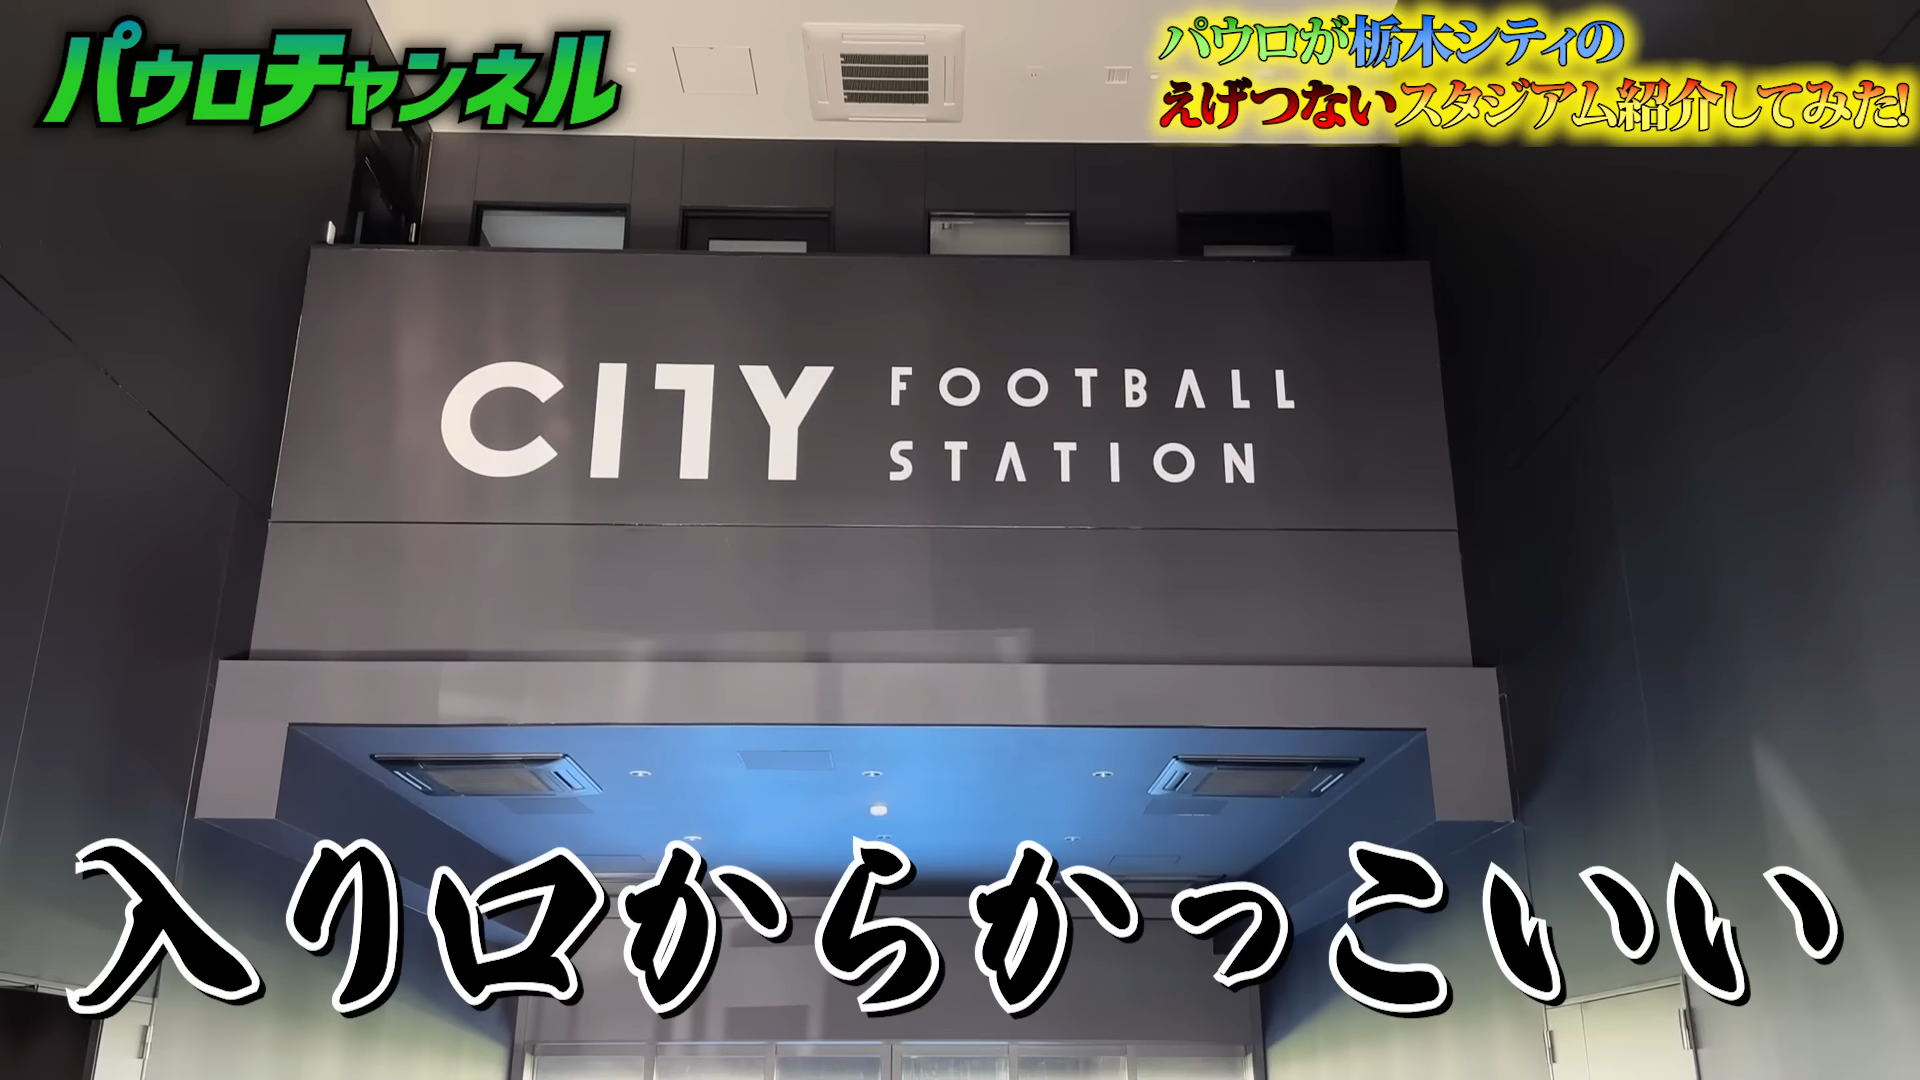 パウロチャンネル
パウロが栃木シティの
えげつないスタジアム紹介してみた!
CITY FOOTBALL
STATION
入り口からかっこいい